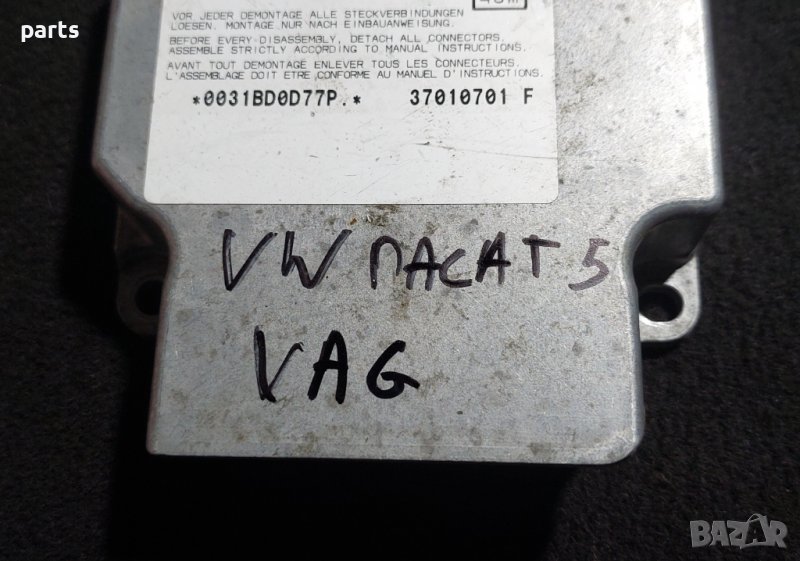 parts
VOR JEDER DEMONTAGE ALLE STECKVERBINDUNGEN
LOESEN. MONTAGE NUR NACH EINBAUANWEISUNG.
BEFORE EVERY DISASSEMBLY, DETACH ALL CONNECTORS.
ASSEMBLE STRICTLY ACCORDING TO MANUAL INSTRUCTIONS.
AVANT TOUT DEMONTAGE ENLEVER TOUS LES CONNECTEURS.
L'ASSEMBLAGE DOIT ETRE CONFORME AU MANUEL D'INSTRUCTIONS.
*0031BD0D77P.* 37010701 F
VW ПАСАТ 5
VAG
BAZAR